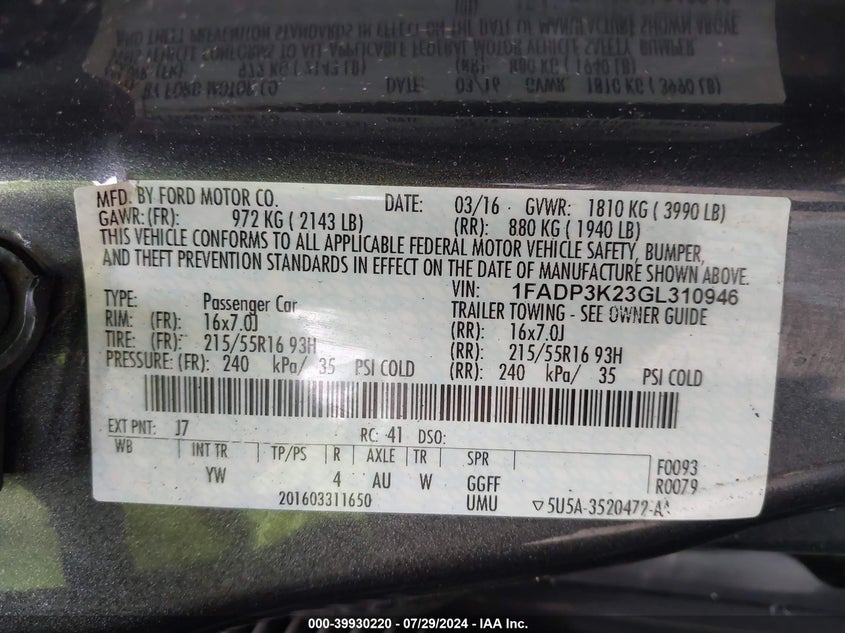 MFD. BY FORD MOTOR CO. DATE: 03/16 GVWR: 1810 KG ( 3990 LB)
GAWR: (FR): 972 KG ( 2143 LB) (RR): 880 KG ( 1940 LB)
THIS VEHICLE CONFORMS TO ALL APPLICABLE FEDERAL MOTOR VEHICLE SAFETY, BUMPER,
AND THEFT PREVENTION STANDARDS IN EFFECT ON THE DATE OF MANUFACTURE SHOWN ABOVE.
VIN: 1FADP3K23GL310946
TYPE: Passenger Car TRAILER TOWING - SEE OWNER GUIDE
RIM: (FR): 16x7.0J (RR): 16x7.0J
TIRE: (FR): 215/55R16 93H (RR): 215/55R16 93H
PRESSURE: (FR): 240 kPa/ 35 PSI COLD (RR): 240 kPa/ 35 PSI COLD
EXT PNT: J7 RC: 41 DSO:
WB INT TR TP/PS R AXLE TR SPR F0093
YW 4 AU W GGFF R0079
201603311650 UMU 5U5A-3520472-AA
000-39930220 - 07/29/2024 - IAA Inc.